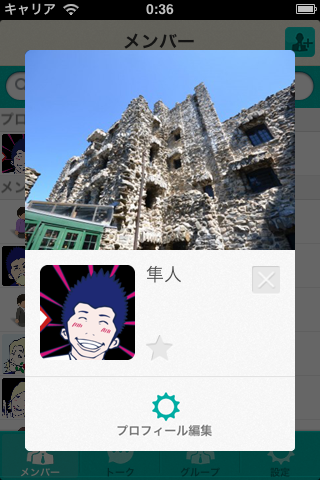 キャリア
0:36
メンバー
プロ
メン
隼人
プロフィール編集
メンバー
トーク
グループ
設定